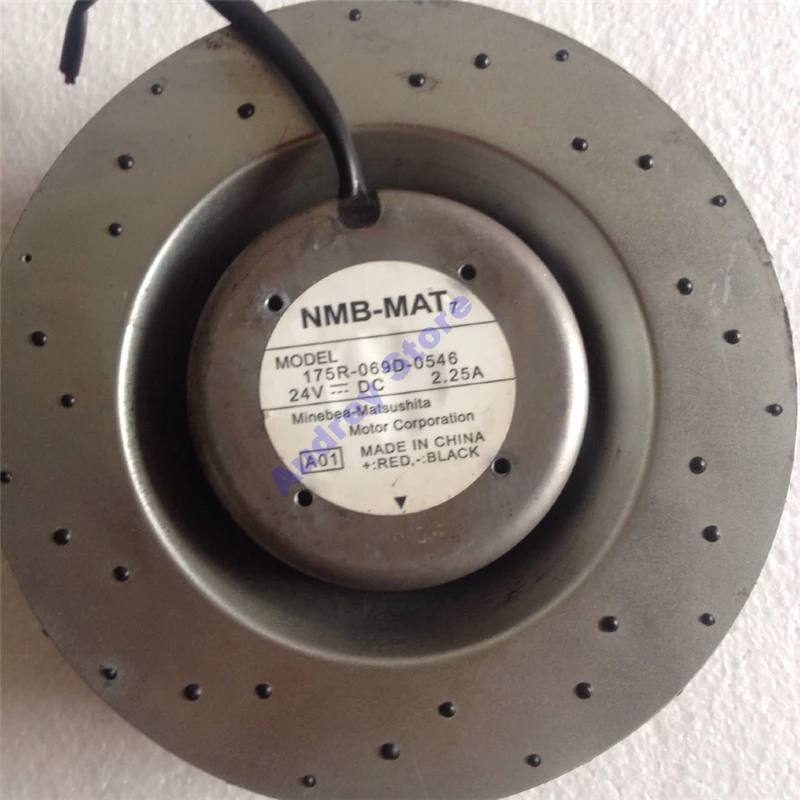 NMB-MAT7
MODEL
175R-069D-0546
24V ⎓ DC 2.25A
Minebea-Matsushita
Motor Corporation
A01 MADE IN CHINA
+:RED,-:BLACK
Andrey Store